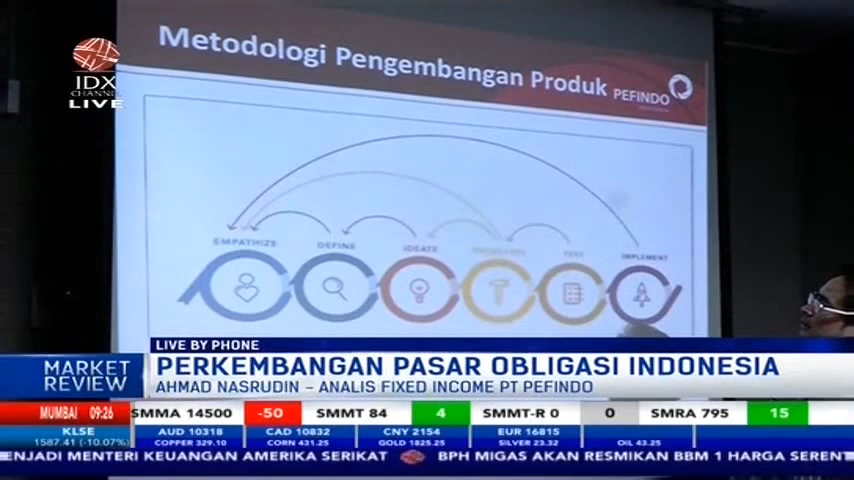 Metodologi Pengembangan Produk
PEFINDO
IDX
CHANNEL
LIVE
EMPATHIZE
DEFINE
IDEATE
TEST
IMPLEMENT
LIVE BY PHONE
PERKEMBANGAN PASAR OBLIGASI INDONESIA
AHMAD NASRUDIN – ANALIS FIXED INCOME PT PEFINDO
MARKET
REVIEW
MUMBAI 09:26
SMMA 14500 -50 SMMT 84 4 SMMT-R 0 0 SMRA 795 15
KLSE
1587.41 (-10.07%)
AUD 10318 CAD 10832 CNY 2154 EUR 16815
COPPER 329.10 CORN 431.25 GOLD 1825.25 SILVER 23.32 OIL 43.25
ENJADI MENTERI KEUANGAN AMERIKA SERIKAT BPH MIGAS AKAN RESMIKAN BBM 1 HARGA SERENT